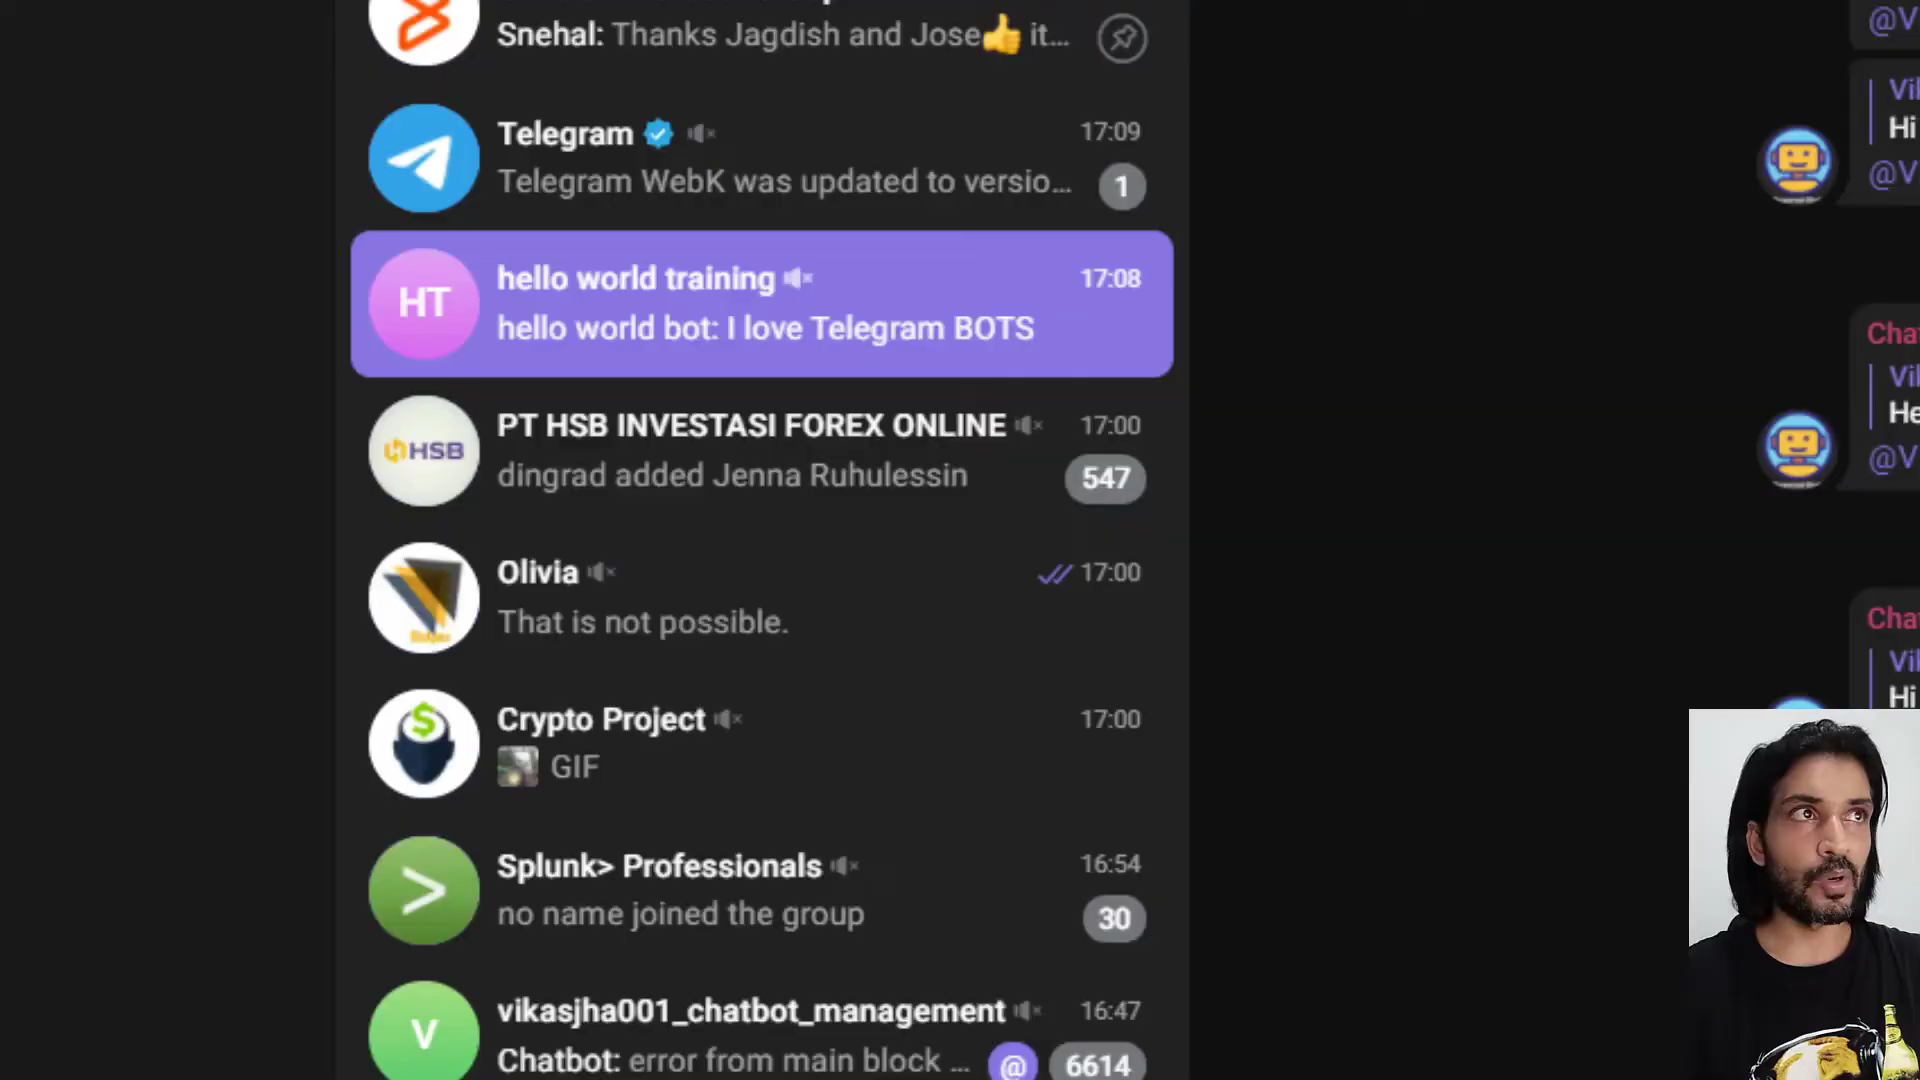 Snehal: Thanks Jagdish and Jose👍 it...
Telegram 17:09
Telegram WebK was updated to versio... 1
HT
hello world training 17:08
hello world bot: I love Telegram BOTS
HSB
PT HSB INVESTASI FOREX ONLINE 17:00
dingrad added Jenna Ruhulessin 547
Olivia 17:00
That is not possible.
Crypto Project 17:00
GIF
Splunk> Professionals 16:54
no name joined the group 30
V
vikasjha001_chatbot_management 16:47
Chatbot: error from main block ... @ 6614
@V
Vil
Hi
@V
Cha
Vil
He
@V
Cha
Vil
Hi